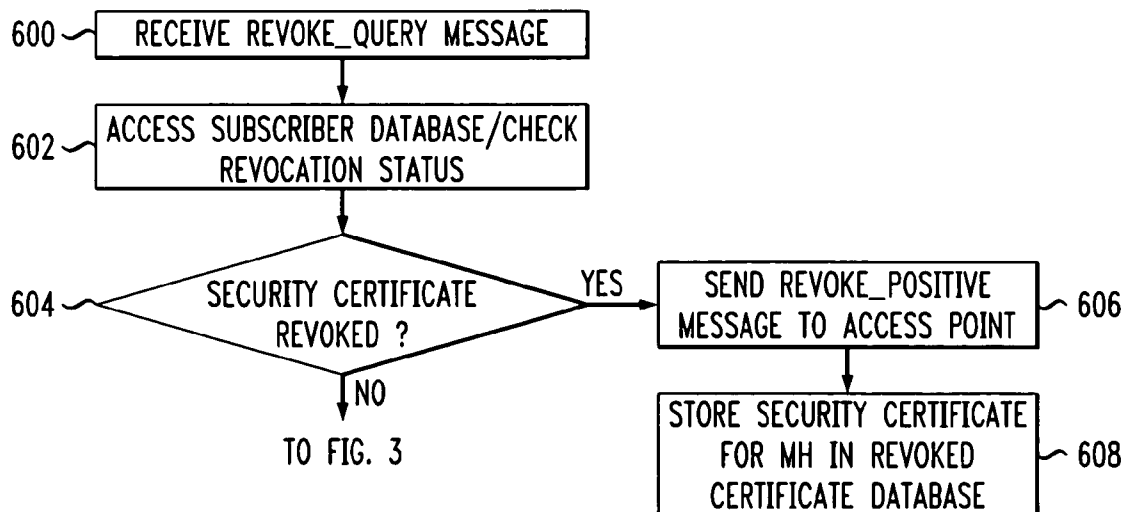 600
RECEIVE REVOKE_QUERY MESSAGE
602
ACCESS SUBSCRIBER DATABASE/CHECK
REVOCATION STATUS
604
SECURITY CERTIFICATE
REVOKED ?
YES
SEND REVOKE_POSITIVE
MESSAGE TO ACCESS POINT
606
NO
TO FIG. 3
STORE SECURITY CERTIFICATE
FOR MH IN REVOKED
CERTIFICATE DATABASE
608